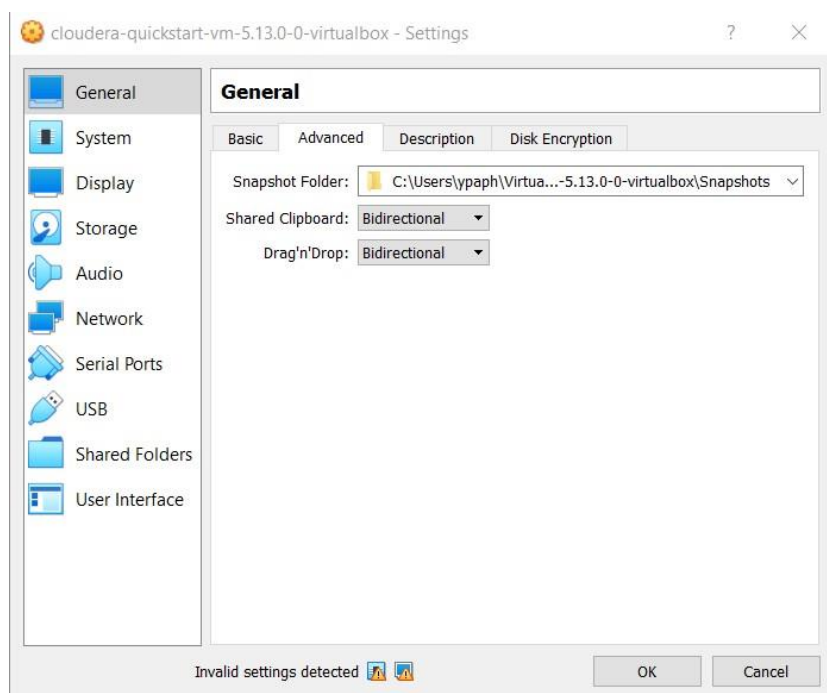 cloudera-quickstart-vm-5.13.0-0-virtualbox - Settings ?
General
System
Display
Storage
Audio
Network
Serial Ports
USB
Shared Folders
User Interface
General
Basic Advanced Description Disk Encryption
Snapshot Folder: C:\Users\ypaph\Virtua...-5.13.0-0-virtualbox\Snapshots
Shared Clipboard: Bidirectional
Drag'n'Drop: Bidirectional
Invalid settings detected OK Cancel